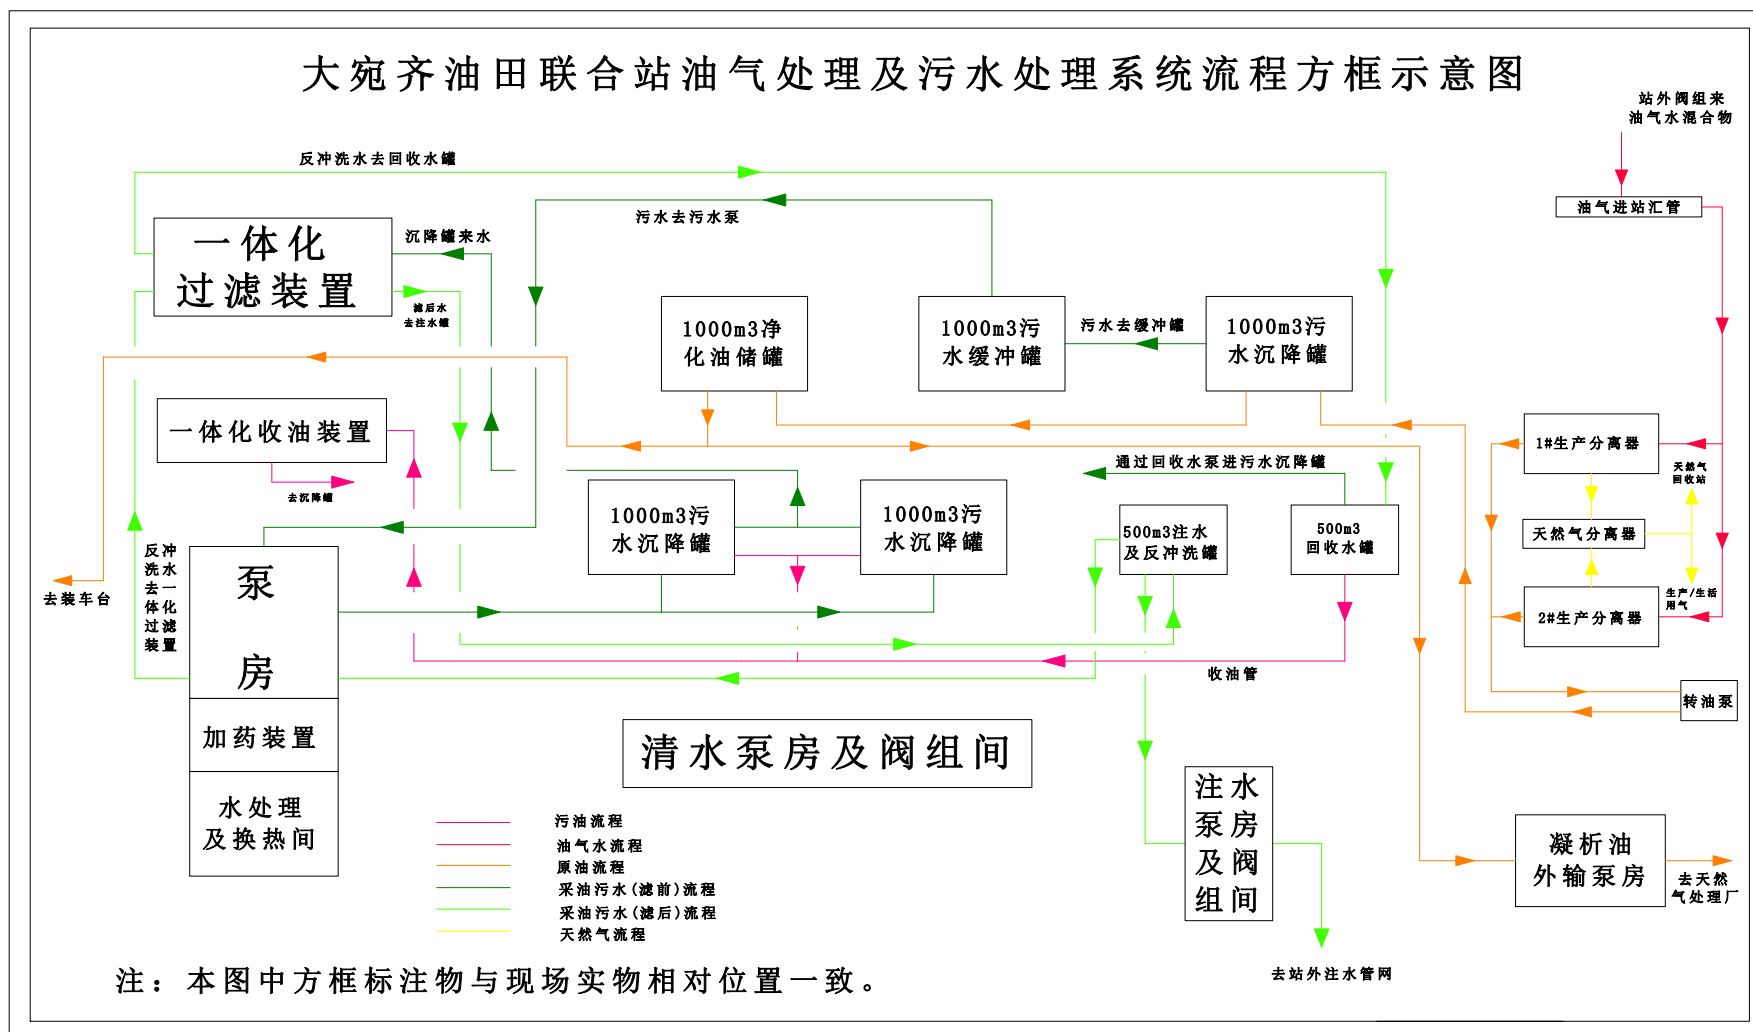 大宛齐油田联合站油气处理及污水处理系统流程方框示意图
站外阀组来
油气水混合物
油气进站汇管
反冲洗水去回收水罐
污水去污水泵
一体化
过滤装置
沉降罐来水
滤后水
去注水罐
1000m3净
化油储罐
1000m3污
水缓冲罐
污水去缓冲罐
1000m3污
水沉降罐
一体化收油装置
去沉降罐
1#生产分离器
天然气
回收站
天然气分离器
生产/生活
用气
2#生产分离器
转油泵
通过回收水泵进污水沉降罐
1000m3污
水沉降罐
1000m3污
水沉降罐
500m3注水
及反冲洗罐
500m3
回收水罐
去装车台
反冲
洗水
去一
体化
过滤
装置
泵
房
加药装置
水处理
及换热间
收油管
清水泵房及阀组间
注水
泵房
及阀
组间
凝析油
外输泵房
去天然
气处理厂
去站外注水管网
污油流程
油气水流程
原油流程
采油污水(滤前)流程
采油污水(滤后)流程
天然气流程
注：本图中方框标注物与现场实物相对位置一致。